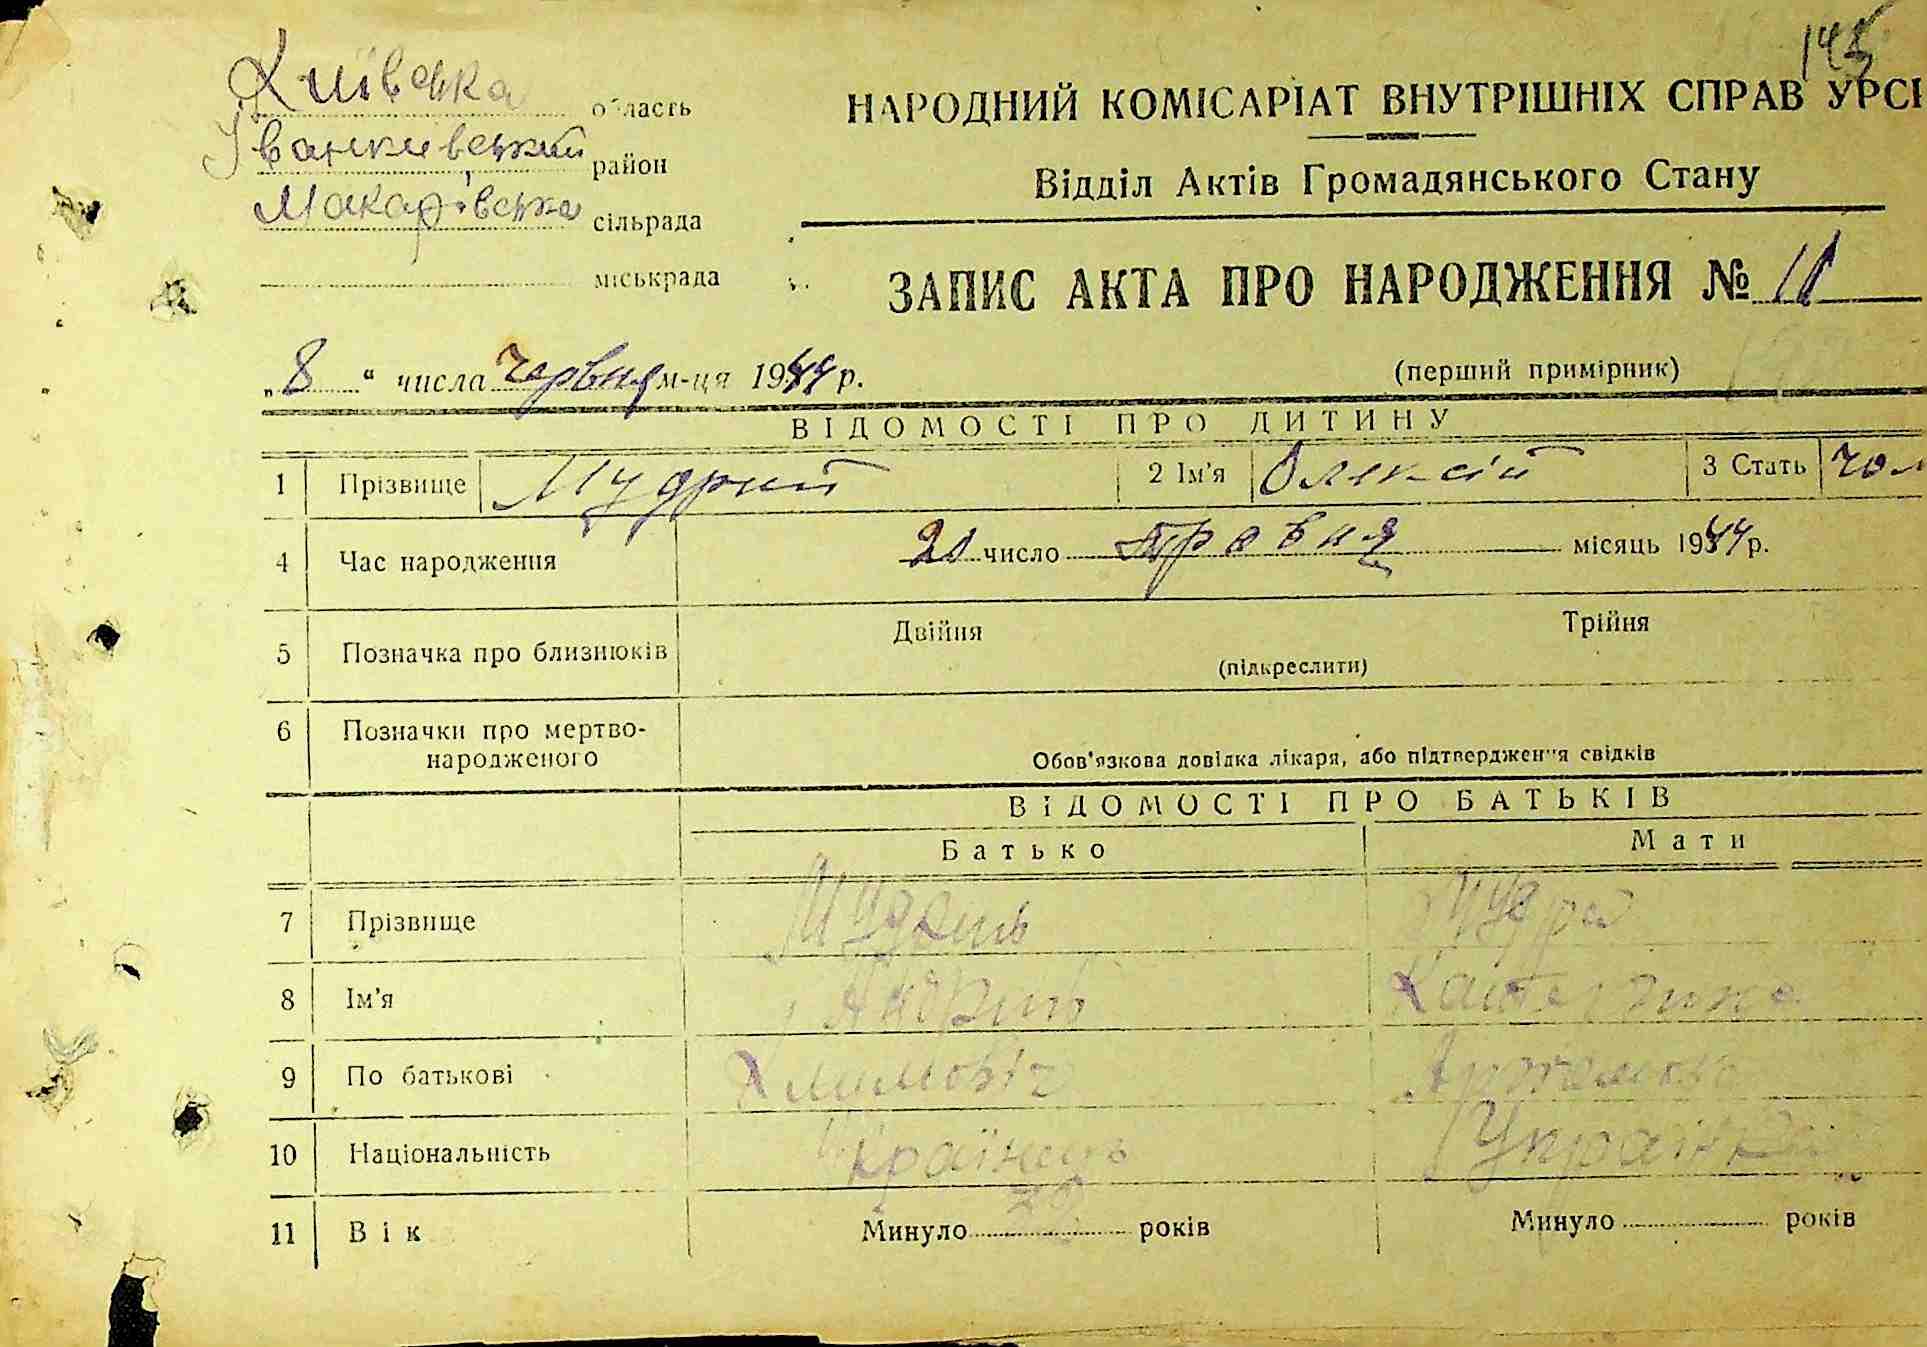 145
Київська область
НАРОДНИЙ КОМІСАРІАТ ВНУТРІШНІХ СПРАВ УРСР
Іванківський район
Відділ Актів Громадянського Стану
Макарівська сільрада
міськрада
ЗАПИС АКТА ПРО НАРОДЖЕННЯ № 11
„8“ числа червня м-ця 1944 р.
(перший примірник)
ВІДОМОСТІ ПРО ДИТИНУ
1 Прізвище Мудрий 2 Ім'я Олексій 3 Стать чол
4 Час народження 21 число травня місяць 1944 р.
5 Позначка про близнюків Двійня Трійня
(підкреслити)
6 Позначки про мертво-
народженого
Обов'язкова довідка лікаря, або підтвердження свідків
ВІДОМОСТІ ПРО БАТЬКІВ
Батько Мати
7 Прізвище Мудрий Мудра
8 Ім'я Андрій Катерина
9 По батькові Климовіч
10 Національність Українець Українка
11 Вік Минуло років Минуло років